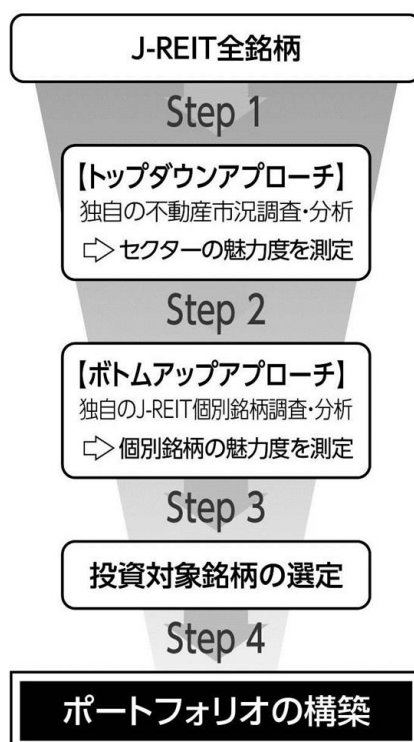 J-REIT全銘柄
Step 1
【トップダウンアプローチ】
独自の不動産市況調査・分析
⇨ セクターの魅力度を測定
Step 2
【ボトムアップアプローチ】
独自のJ-REIT個別銘柄調査・分析
⇨ 個別銘柄の魅力度を測定
Step 3
投資対象銘柄の選定
Step 4
ポートフォリオの構築